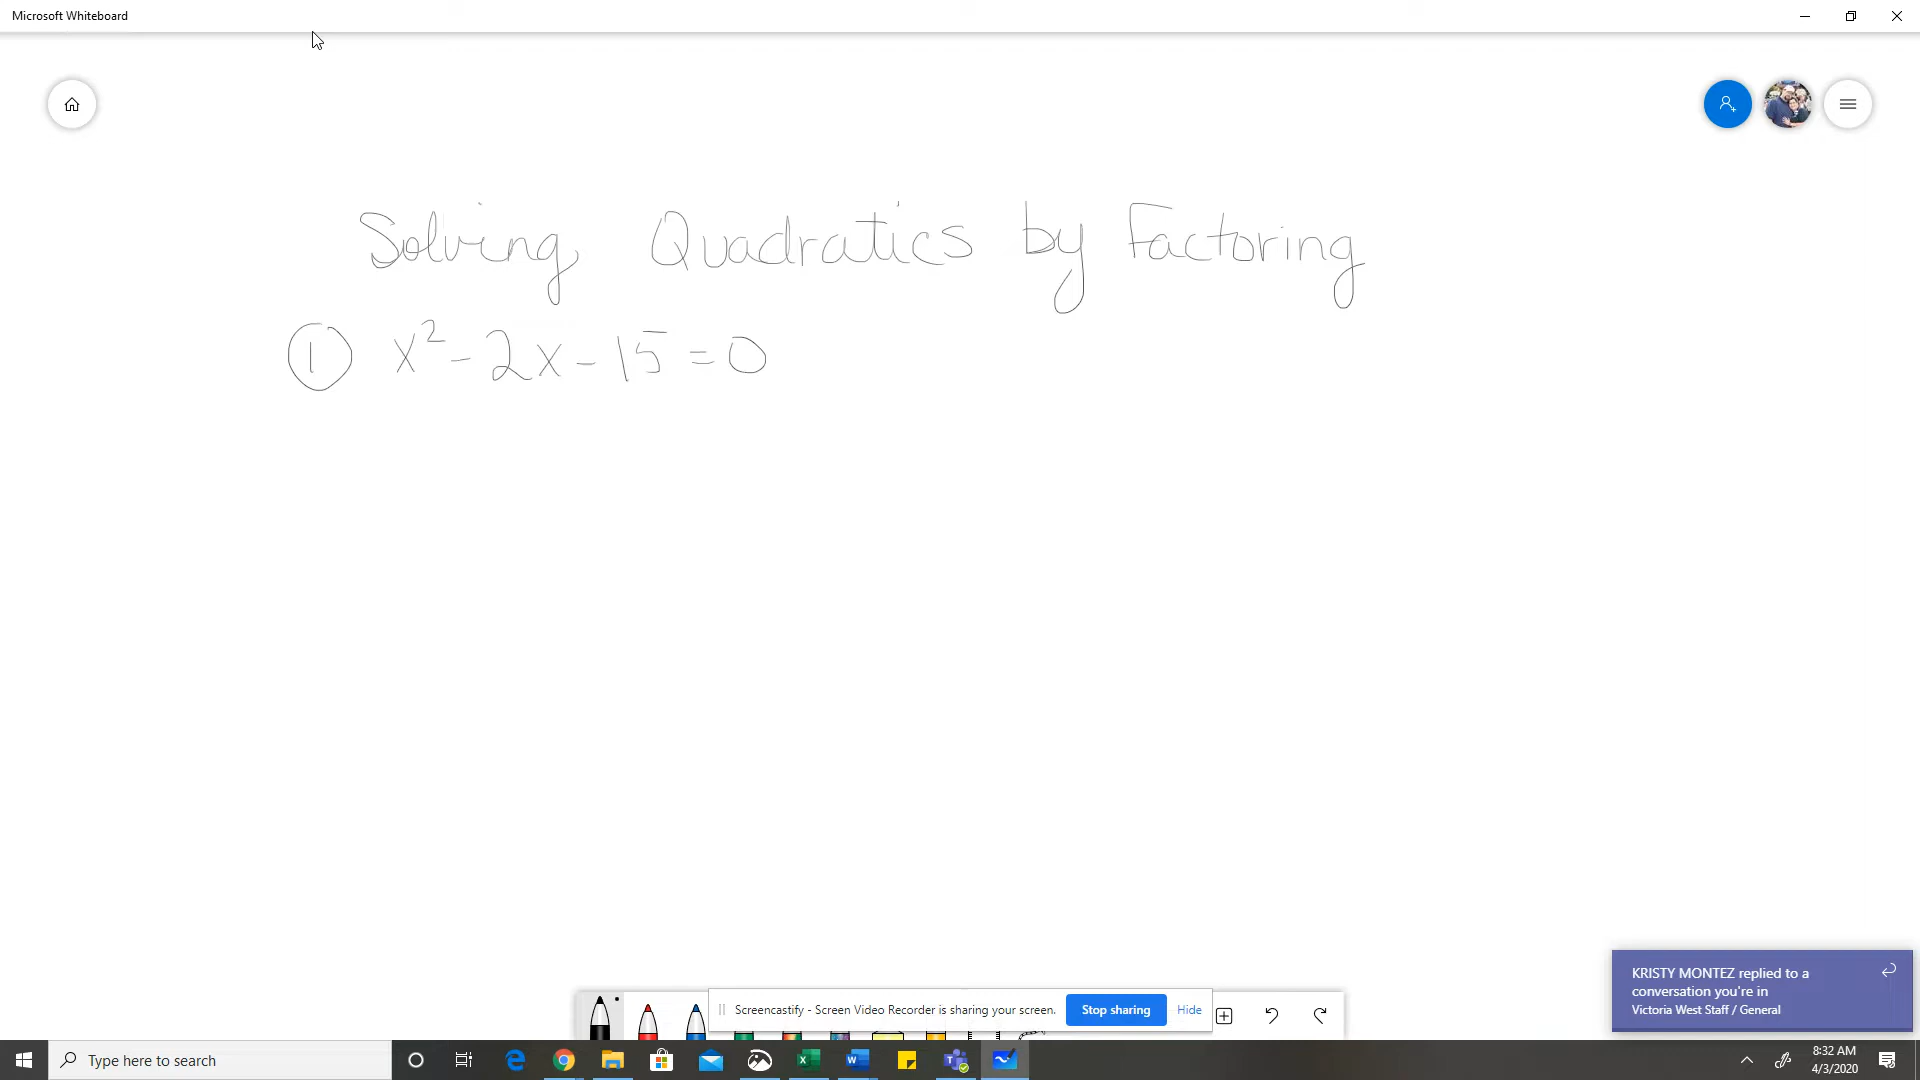 Microsoft Whiteboard
Solving Quadratics by Factoring
① x² - 2x - 15 = 0
KRISTY MONTEZ replied to a
conversation you're in
Victoria West Staff / General
Screencastify - Screen Video Recorder is sharing your screen. Stop sharing Hide
Type here to search
8:32 AM
4/3/2020